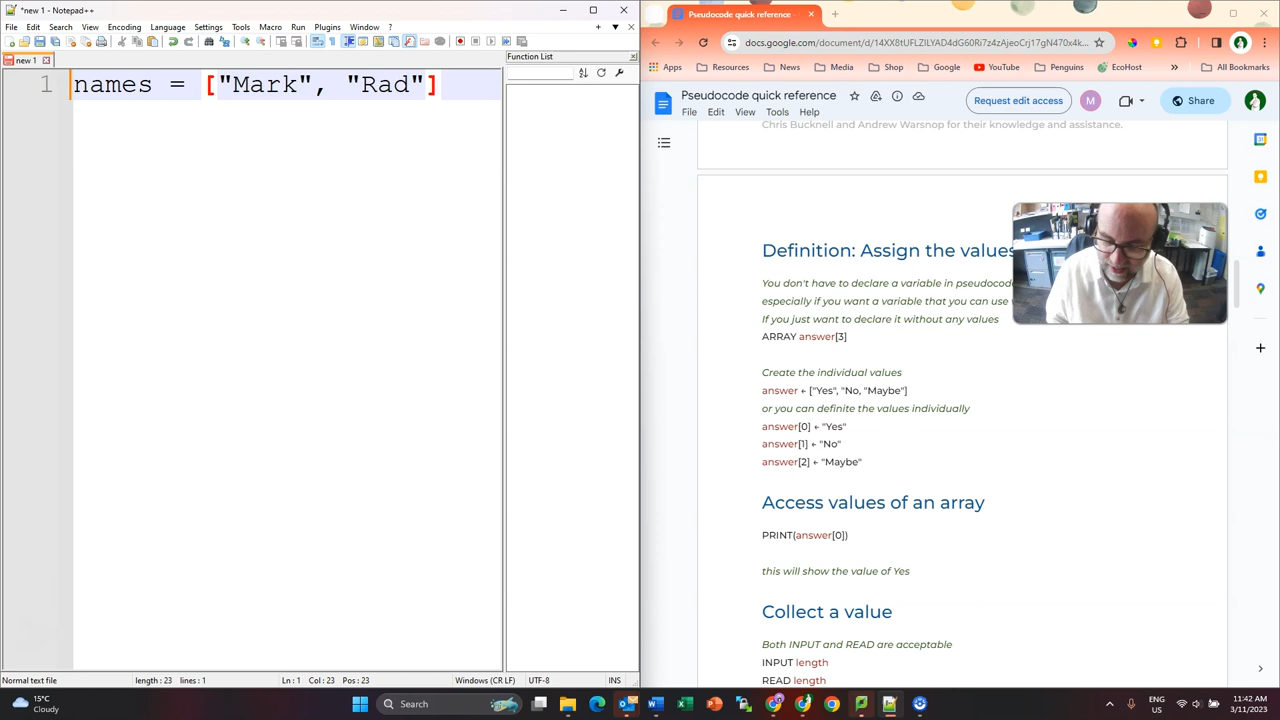 *new 1 - Notepad++
File Edit Search View Encoding Language Settings Tools Macro Run Plugins Window ?
new 1
1 names = ["Mark", "Rad"]
Function List
Normal text file length : 23 lines : 1 Ln : 1 Col : 23 Pos : 23 Windows (CR LF) UTF-8 INS
Pseudocode quick reference
docs.google.com/document/d/14XX8tUFLZILYAD4dG60Ri7z4zAjeoCrj17gN470x4k...
Apps Resources News Media School Google YouTube Penguins EcoHost » All Bookmarks
Pseudocode quick reference
File Edit View Tools Help
Request edit access
M
Share
Chris Bucknell and Andrew Warsnop for their knowledge and assistance.
Definition: Assign the values
You don't have to declare a variable in pseudocode
especially if you want a variable that you can use
If you just want to declare it without any values
ARRAY answer[3]
Create the individual values
answer ← ["Yes", "No, "Maybe"]
or you can definite the values individually
answer[0] ← "Yes"
answer[1] ← "No"
answer[2] ← "Maybe"
Access values of an array
PRINT(answer[0])
this will show the value of Yes
Collect a value
Both INPUT and READ are acceptable
INPUT length
READ length
15°C
Cloudy
Search
ENG
US
11:42 AM
3/11/2023